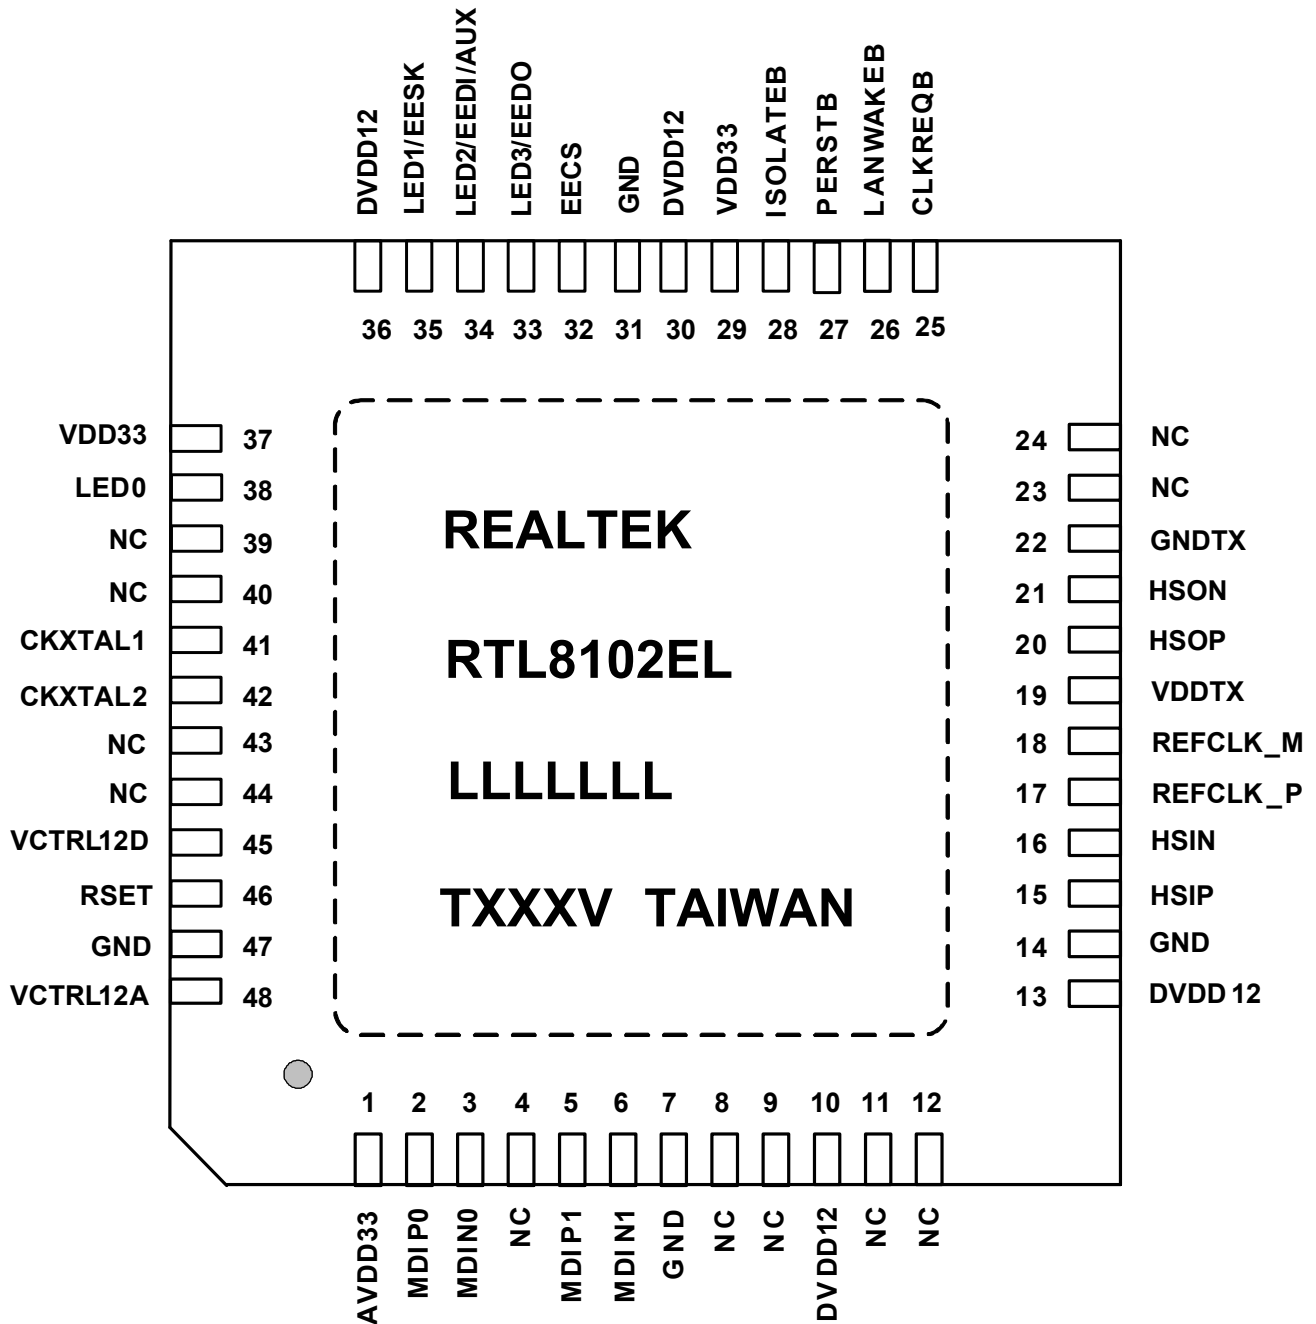 DVDD12
LED1/EESK
LED2/EEDI/AUX
LED3/EEDO
EECS
GND
DVDD12
VDD33
ISOLATEB
PERSTB
LANWAKEB
CLKREQB
36 35 34 33 32 31 30 29 28 27 26 25
VDD33 37
LED0 38
NC 39
NC 40
CKXTAL1 41
CKXTAL2 42
NC 43
NC 44
VCTRL12D 45
RSET 46
GND 47
VCTRL12A 48
REALTEK
RTL8102EL
LLLLLLL
TXXXV TAIWAN
24 NC
23 NC
22 GNDTX
21 HSON
20 HSOP
19 VDDTX
18 REFCLK_M
17 REFCLK_P
16 HSIN
15 HSIP
14 GND
13 DVDD12
1 2 3 4 5 6 7 8 9 10 11 12
AVDD33
MDIP0
MDIN0
NC
MDIP1
MDIN1
GND
NC
NC
DVDD12
NC
NC